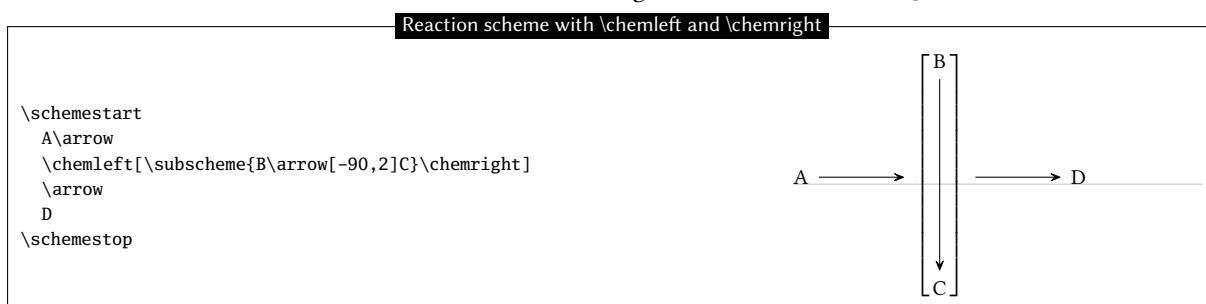 Reaction scheme with \chemleft and \chemright
\schemestart
A\arrow
\chemleft[\subscheme{B\arrow[-90,2]C}\chemright]
\arrow
D
\schemestop
B
A
D
C